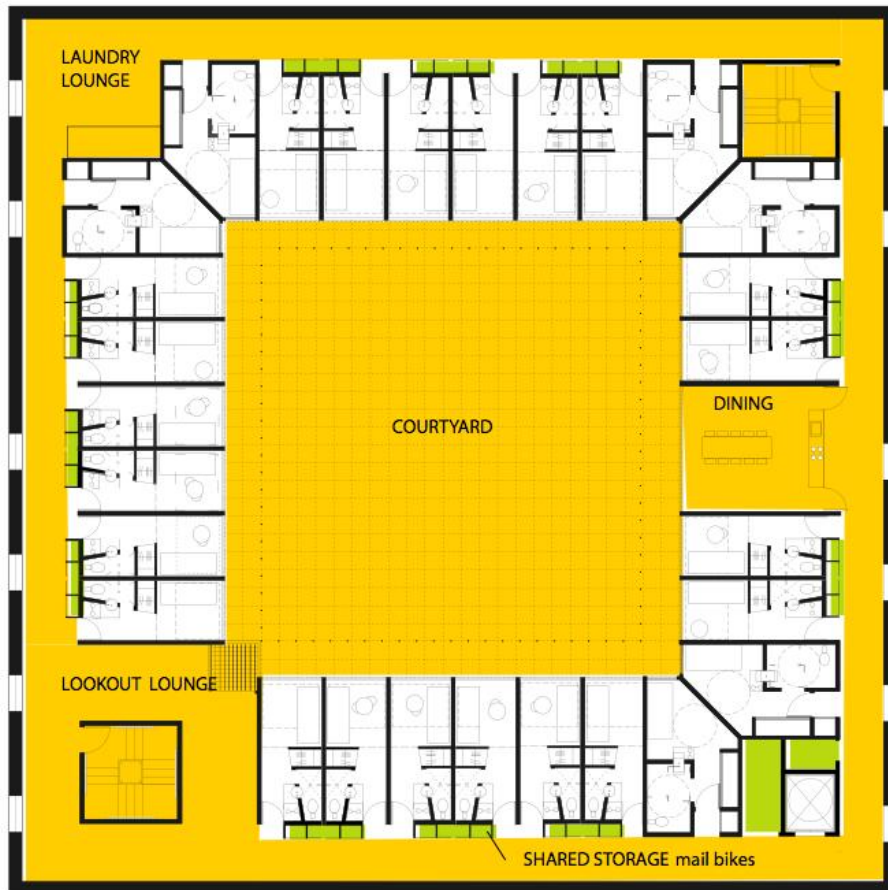 LAUNDRY
LOUNGE
DINING
COURTYARD
LOOKOUT LOUNGE
SHARED STORAGE mail bikes